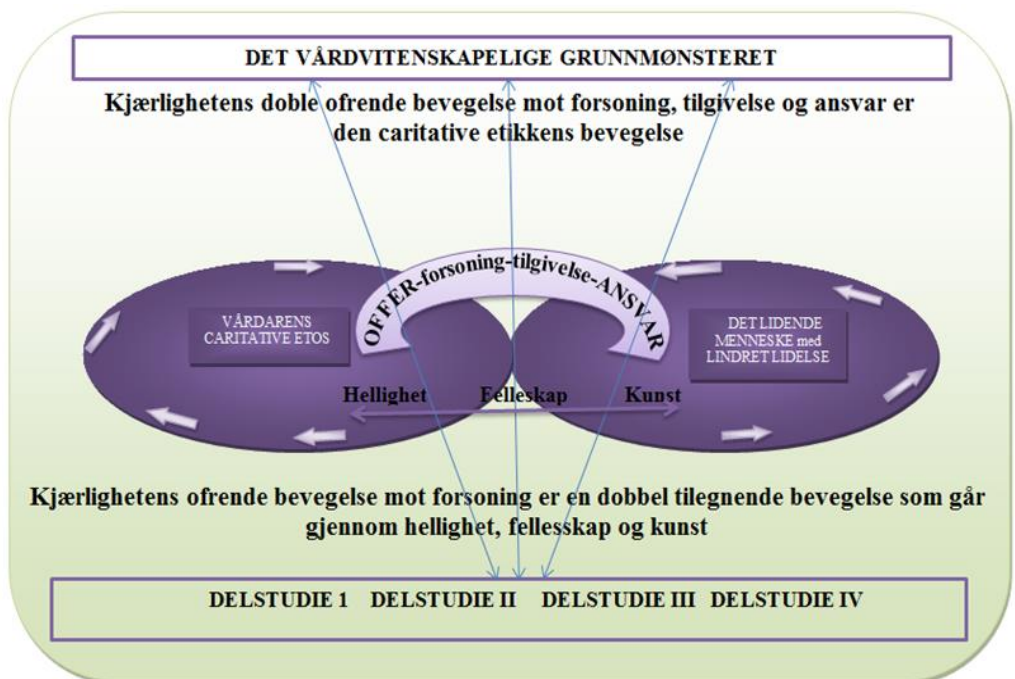 DET VÅRDVITENSKAPELIGE GRUNNMØNSTERET
Kjærlighetens doble ofrende bevegelse mot forsoning, tilgivelse og ansvar er
den caritative etikkens bevegelse
OFFER-forsoning-tilgivelse-ANSVAR
VÅRDARENS
CARITATIVE ETOS
DET LIDENDE
MENNESKE med
LINDRET LIDELSE
Hellighet Felleskap Kunst
Kjærlighetens ofrende bevegelse mot forsoning er en dobbel tilegnende bevegelse som går
gjennom hellighet, fellesskap og kunst
DELSTUDIE 1 DELSTUDIE II DELSTUDIE III DELSTUDIE IV